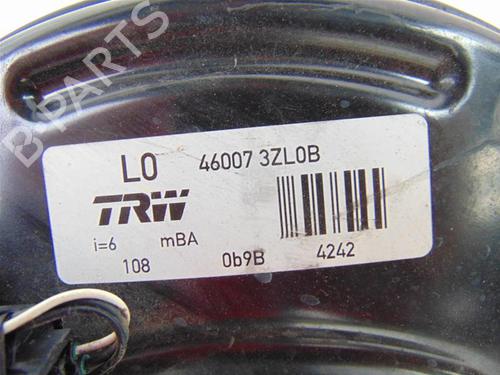 B PARTS
L0 46007 3ZL0B
TRW
i=6 mBA
108 0b9B 4242